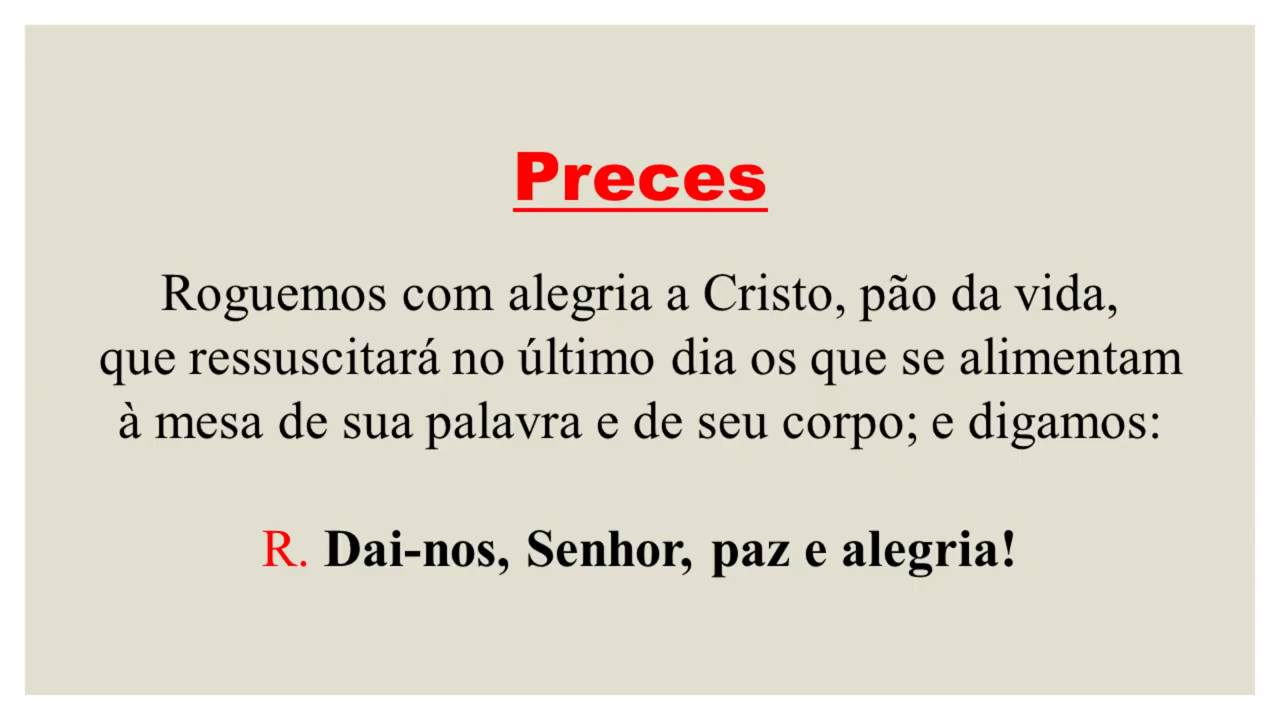 Preces
Roguemos com alegria a Cristo, pão da vida,
que ressuscitará no último dia os que se alimentam
à mesa de sua palavra e de seu corpo; e digamos:
R. Dai-nos, Senhor, paz e alegria!